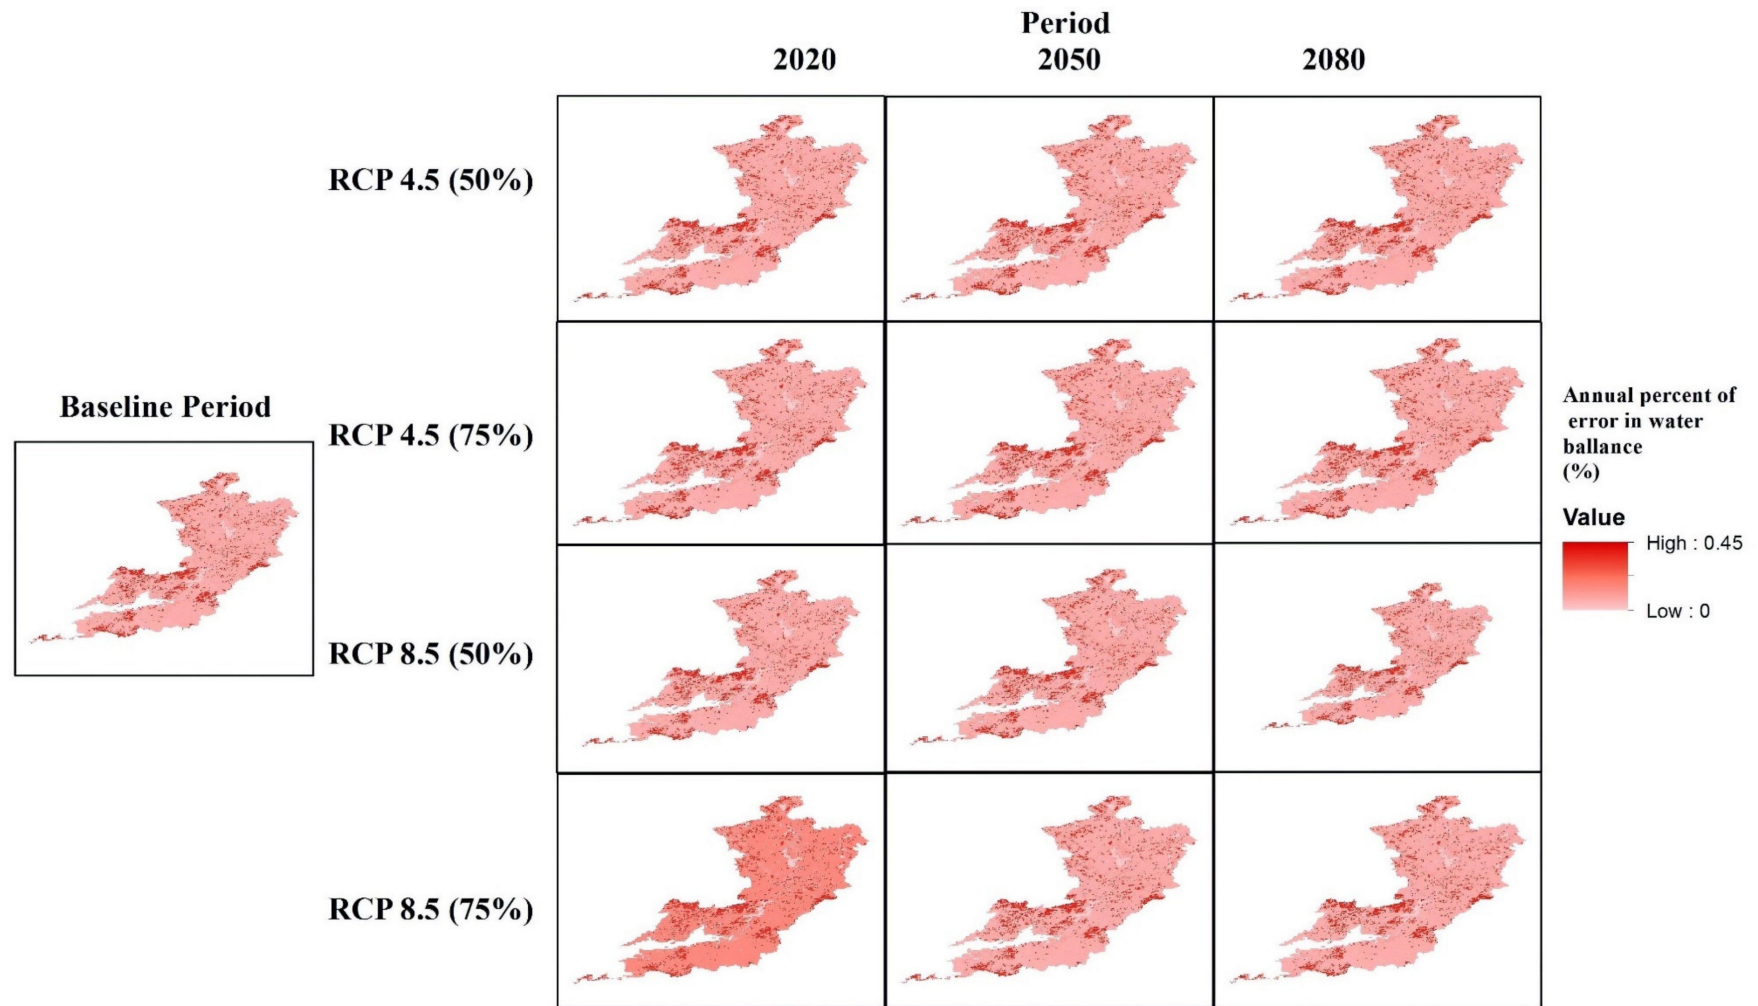 Period
2020 2050 2080
RCP 4.5 (50%)
Baseline Period
RCP 4.5 (75%)
RCP 8.5 (50%)
RCP 8.5 (75%)
Annual percent of
error in water
ballance
(%)
Value
High : 0.45
Low : 0